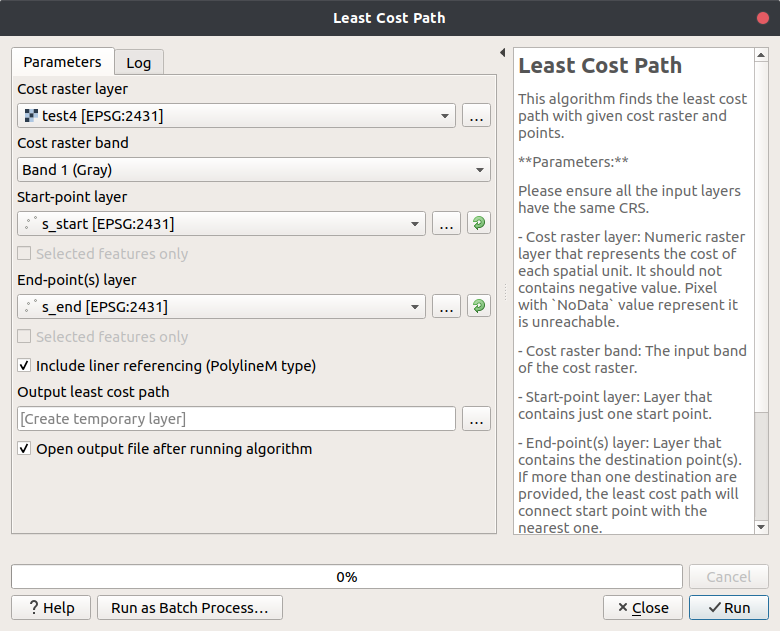 Least Cost Path
Parameters
Log
Cost raster layer
test4 [EPSG:2431]
...
Cost raster band
Band 1 (Gray)
Start-point layer
s_start [EPSG:2431]
...
Selected features only
End-point(s) layer
s_end [EPSG:2431]
...
Selected features only
Include liner referencing (PolylineM type)
Output least cost path
[Create temporary layer]
...
Open output file after running algorithm
Least Cost Path
This algorithm finds the least cost
path with given cost raster and
points.
**Parameters:**
Please ensure all the input layers
have the same CRS.
- Cost raster layer: Numeric raster
layer that represents the cost of
each spatial unit. It should not
contains negative value. Pixel
with `NoData` value represent it
is unreachable.
- Cost raster band: The input band
of the cost raster.
- Start-point layer: Layer that
contains just one start point.
- End-point(s) layer: Layer that
contains the destination point(s).
If more than one destination are
provided, the least cost path will
connect start point with the
nearest one.
0%
Cancel
? Help
Run as Batch Process...
Close
Run